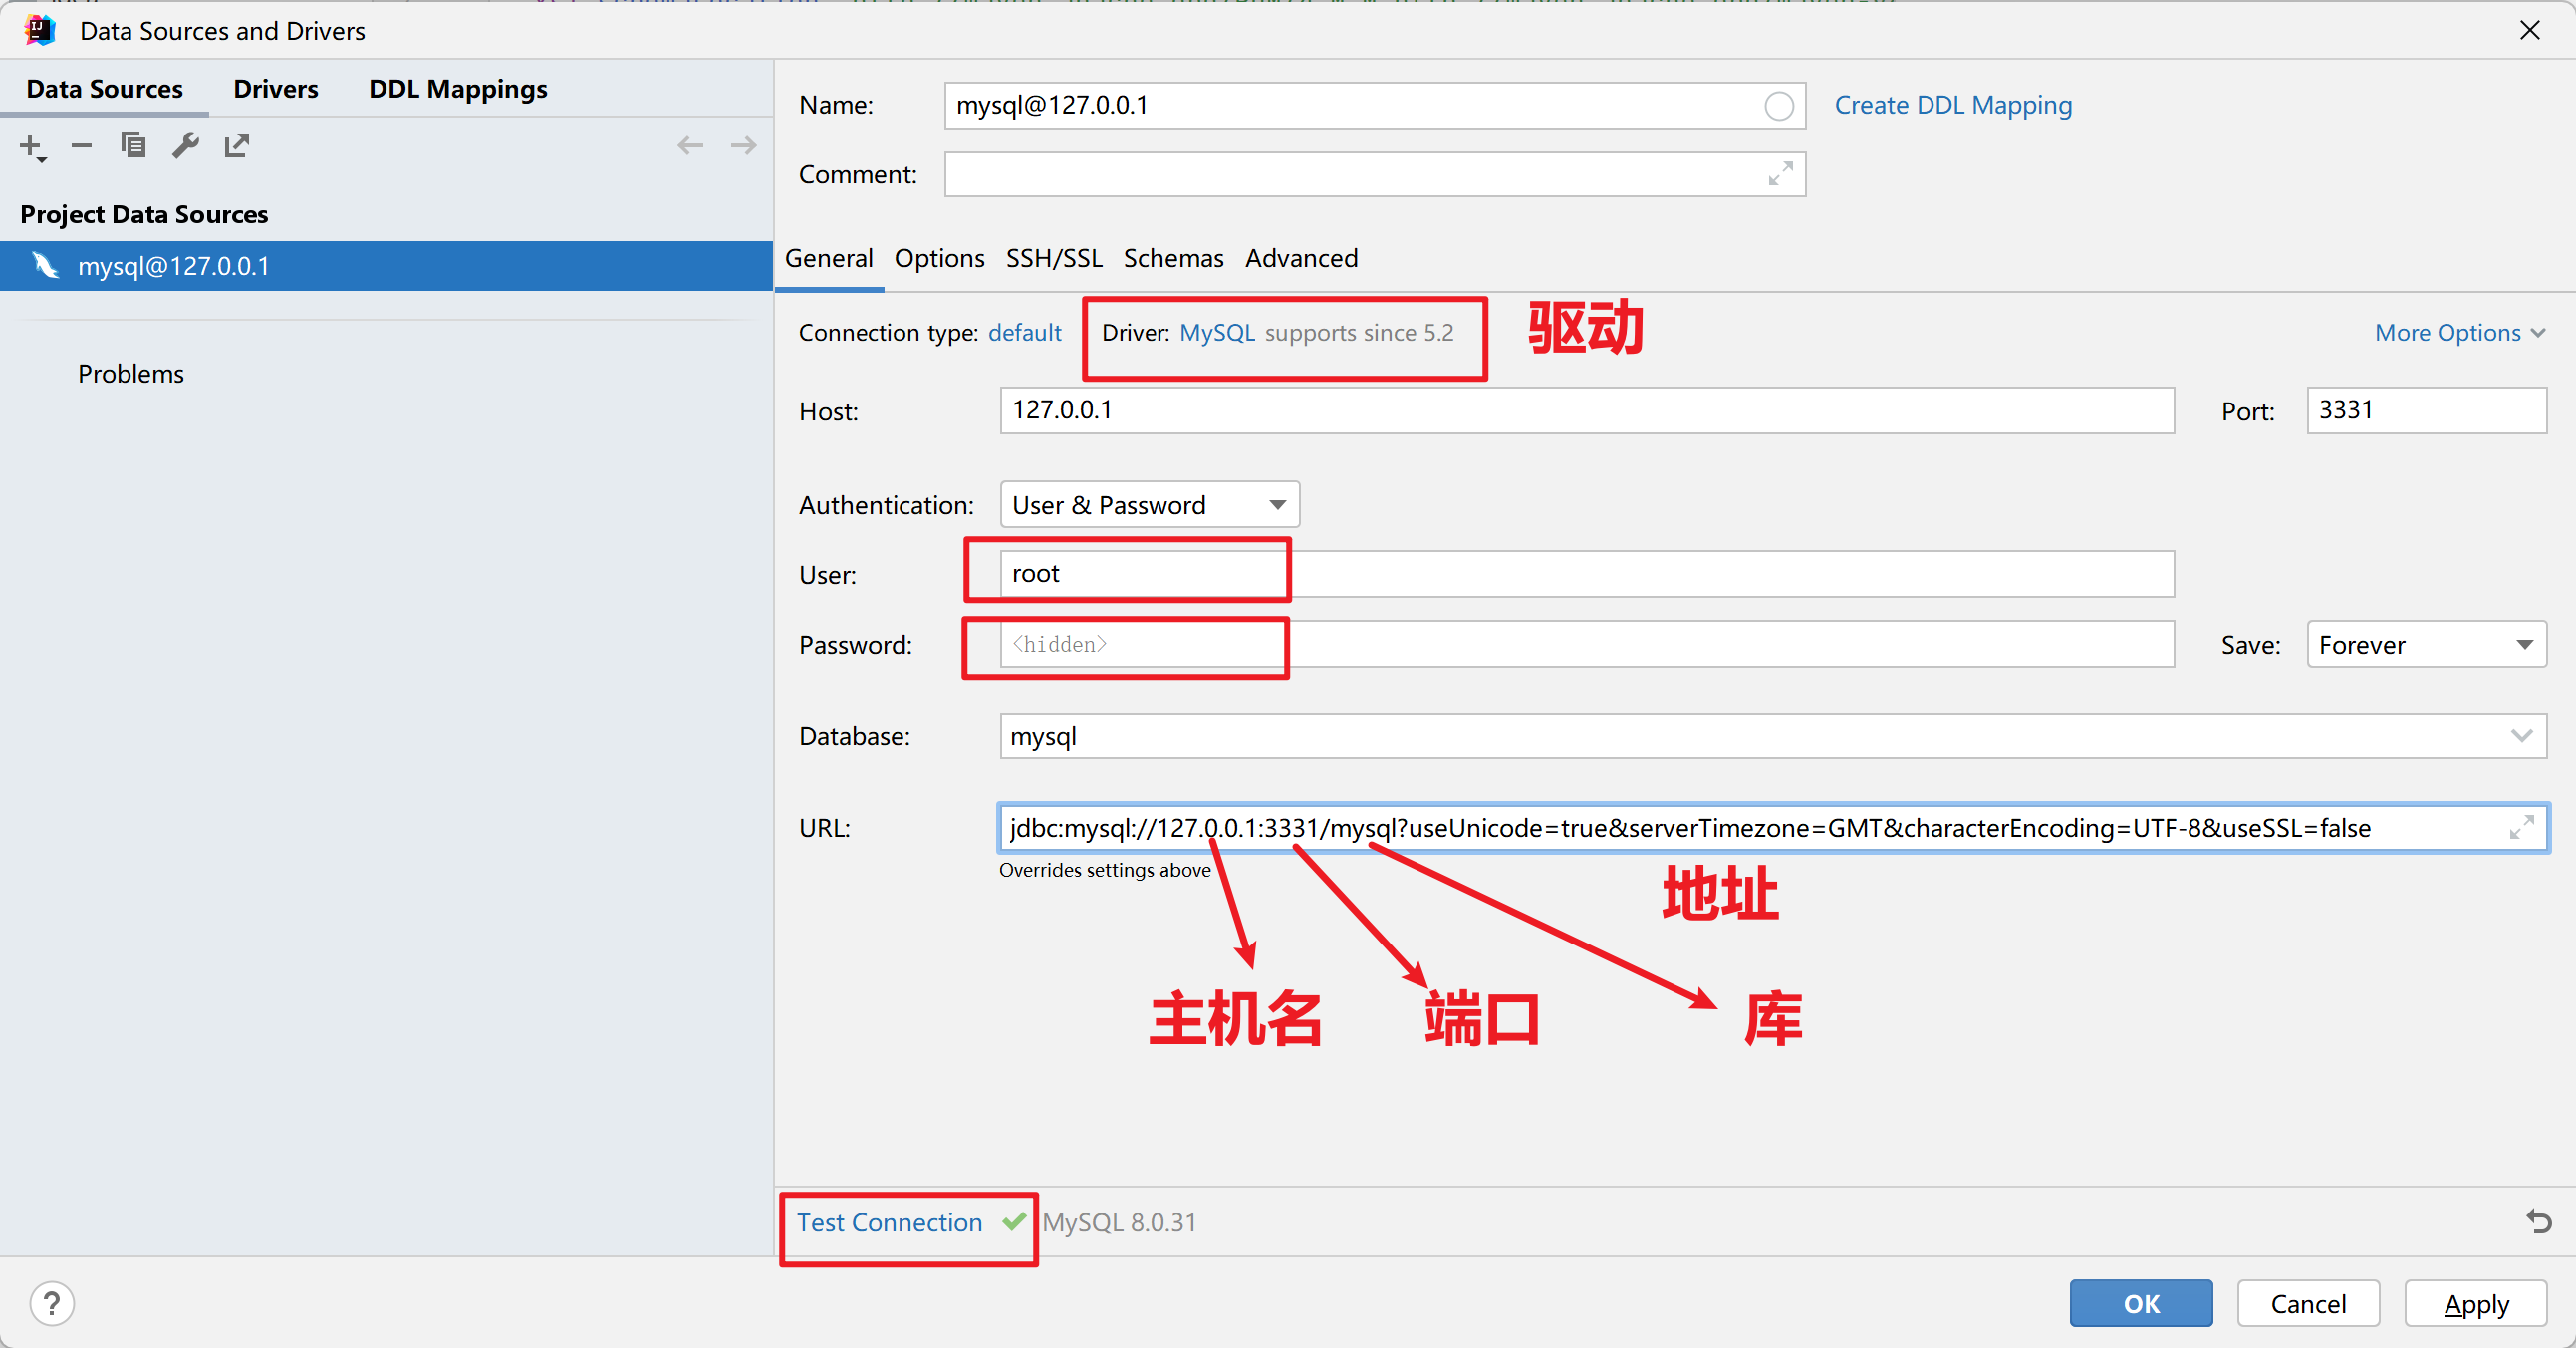 Data Sources and Drivers
Data Sources Drivers DDL Mappings
Project Data Sources
mysql@127.0.0.1
Problems
Name: mysql@127.0.0.1 Create DDL Mapping
Comment:
General Options SSH/SSL Schemas Advanced
Connection type: default Driver: MySQL supports since 5.2 驱动 More Options
Host: 127.0.0.1 Port: 3331
Authentication: User & Password
User: root
Password: <hidden> Save: Forever
Database: mysql
URL: jdbc:mysql://127.0.0.1:3331/mysql?useUnicode=true&serverTimezone=GMT&characterEncoding=UTF-8&useSSL=false
Overrides settings above
地址
主机名 端口 库
Test Connection MySQL 8.0.31
? OK Cancel Apply